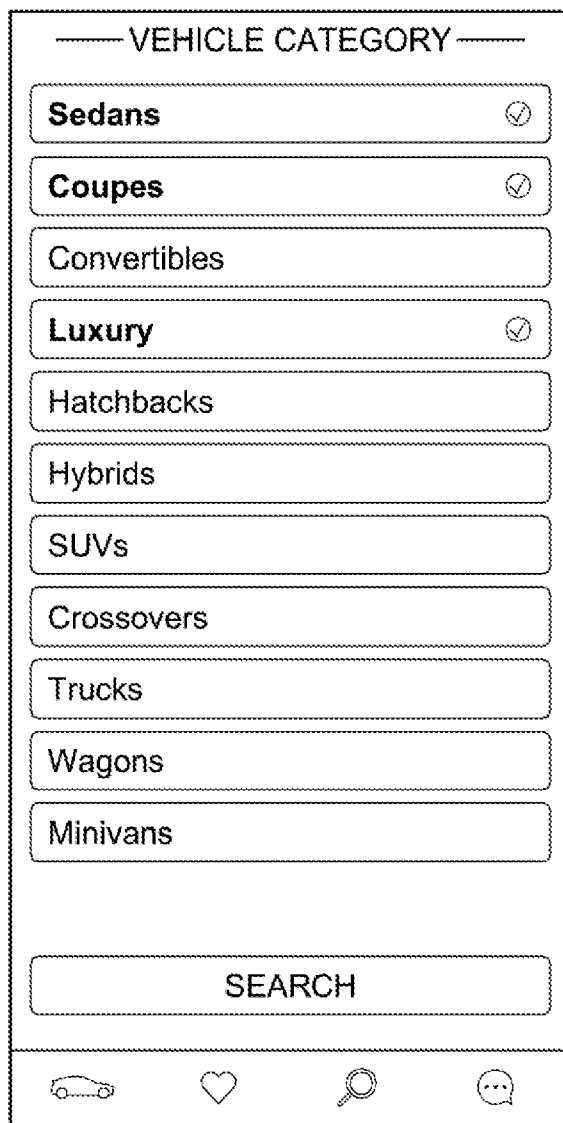 VEHICLE CATEGORY
Sedans
Coupes
Convertibles
Luxury
Hatchbacks
Hybrids
SUVs
Crossovers
Trucks
Wagons
Minivans
SEARCH